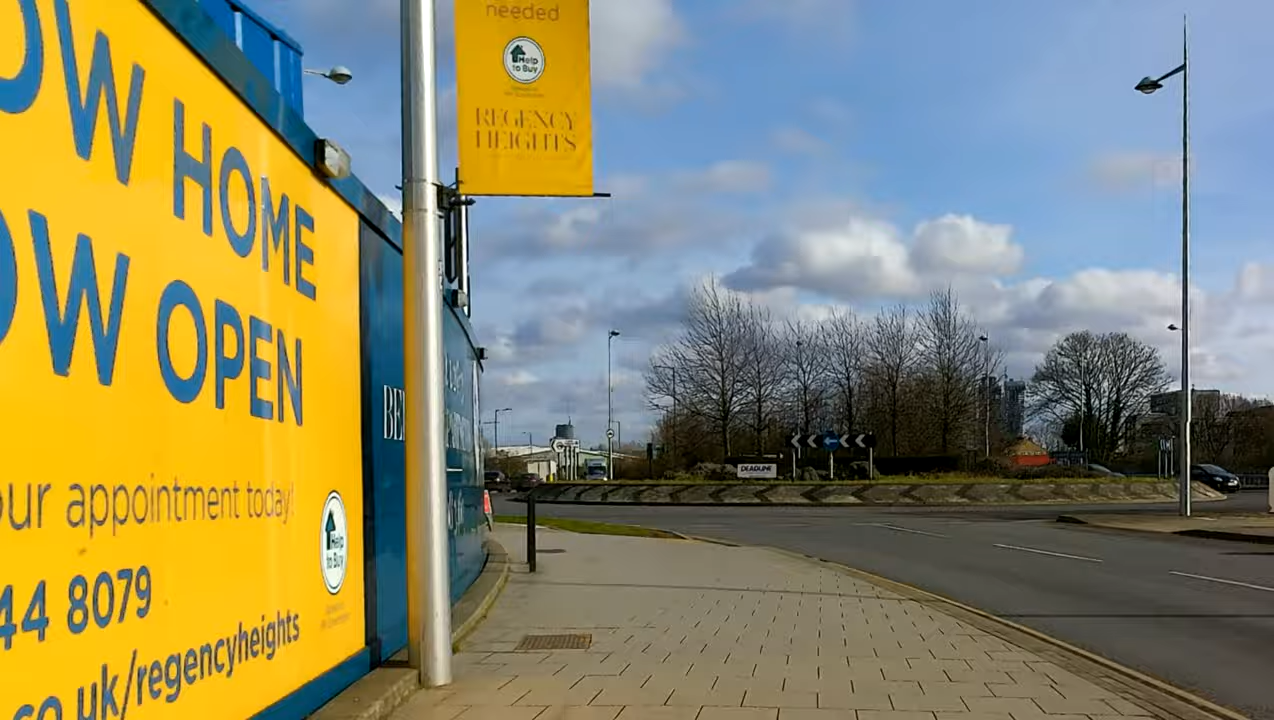 OW HOME
OW OPEN
our appointment today!
44 8079
co.uk/regencyheights
Help
to Buy
needed
Help
to Buy
REGENCY
HEIGHTS
DEADLINE